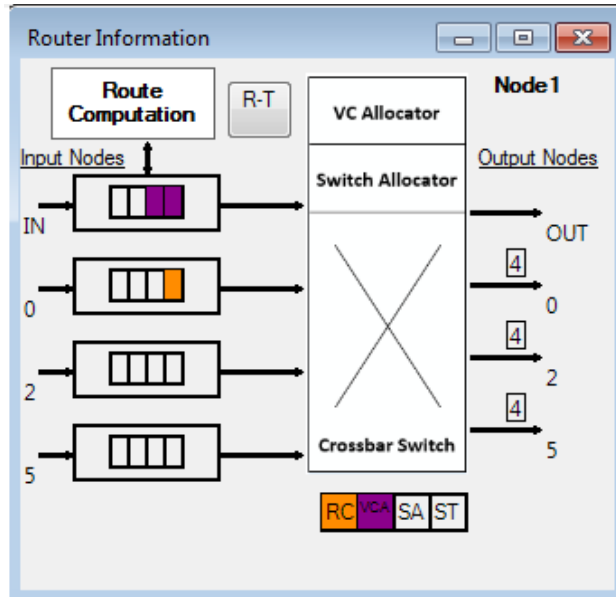 Router Information
Route
Computation
R-T
VC Allocator
Node1
Input Nodes
Switch Allocator
Output Nodes
IN
OUT
4
0
0
4
2
2
4
5
Crossbar Switch
5
RC VCA SA ST